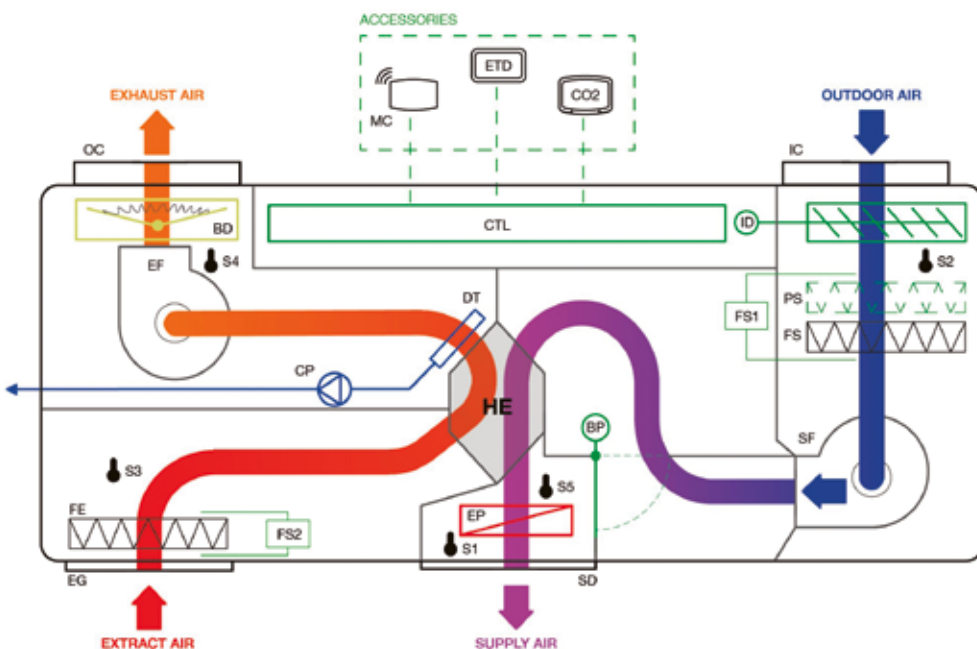 ACCESSORIES
ETD
EXHAUST AIR
CO2
OUTDOOR AIR
MC
OC
IC
BD
CTL
ID
EF
S4
S2
DT
PS
FS1
FS
CP
HE
BP
SF
S3
S5
FE
EP
FS2
S1
EG
SD
EXTRACT AIR
SUPPLY AIR